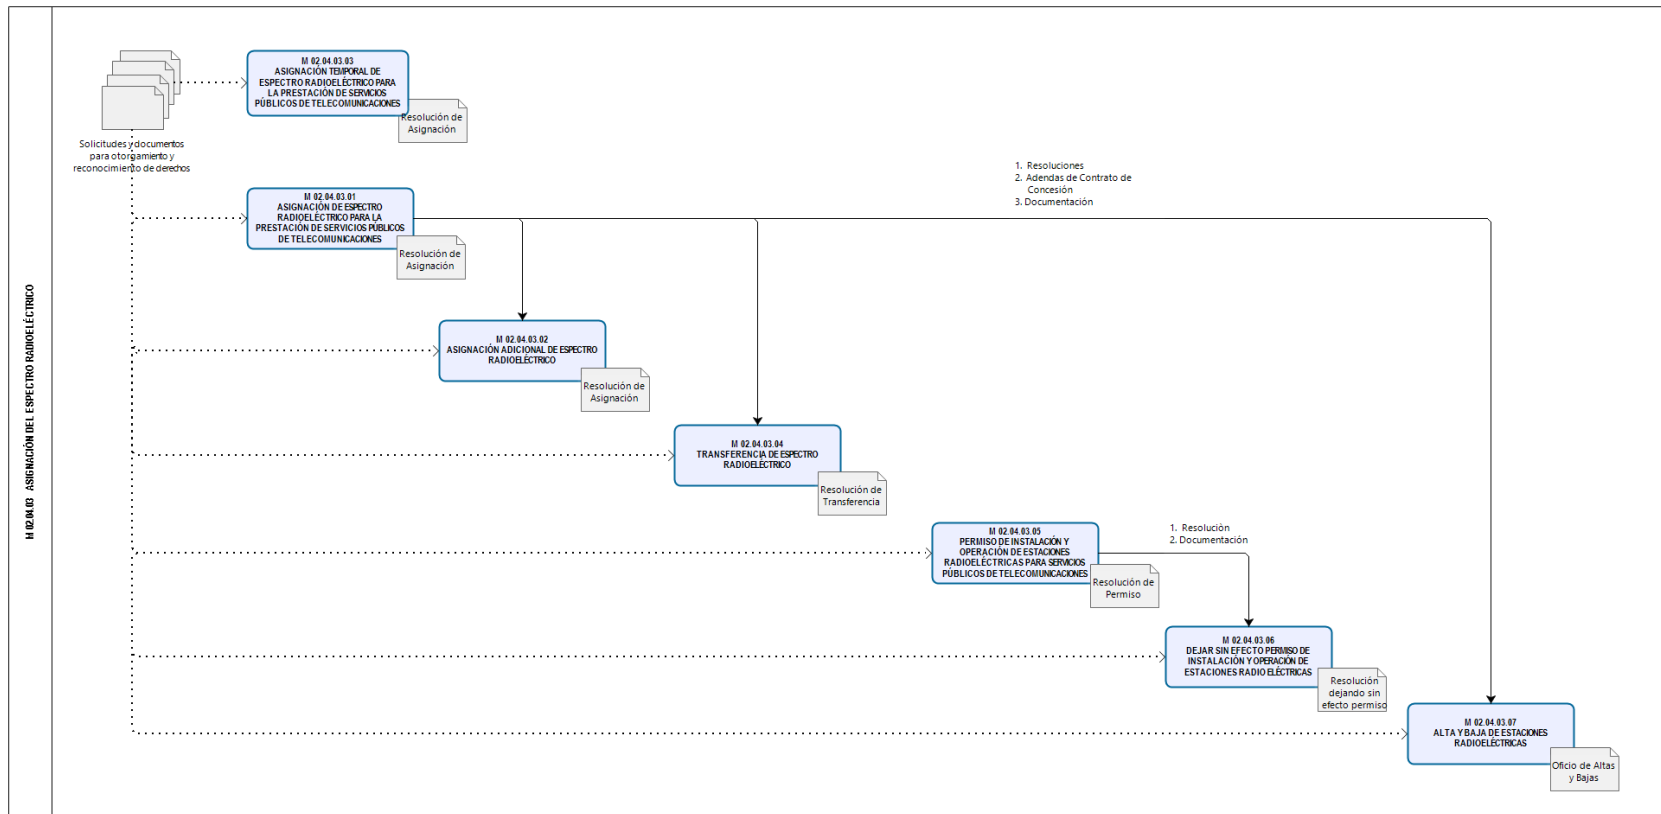 M 02.04.03 ASIGNACIÓN DEL ESPECTRO RADIOELÉCTRICO
Solicitudes y documentos
para otorgamiento y
reconocimiento de derechos
M 02.04.03.03
ASIGNACIÓN TEMPORAL DE
ESPECTRO RADIOELÉCTRICO PARA
LA PRESTACIÓN DE SERVICIOS
PÚBLICOS DE TELECOMUNICACIONES
Resolución de
Asignación
1. Resoluciones
2. Adendas de Contrato de
Concesión
3. Documentación
M 02.04.03.01
ASIGNACIÓN DE ESPECTRO
RADIOELÉCTRICO PARA LA
PRESTACIÓN DE SERVICIOS PÚBLICOS
DE TELECOMUNICACIONES
Resolución de
Asignación
M 02.04.03.02
ASIGNACIÓN ADICIONAL DE ESPECTRO
RADIOELÉCTRICO
Resolución de
Asignación
M 02.04.03.04
TRANSFERENCIA DE ESPECTRO
RADIOELÉCTRICO
Resolución de
Transferencia
M 02.04.03.05
PERMISO DE INSTALACIÓN Y
OPERACIÓN DE ESTACIONES
RADIOELÉCTRICAS PARA SERVICIOS
PÚBLICOS DE TELECOMUNICACIONES
Resolución de
Permiso
1. Resolución
2. Documentación
M 02.04.03.06
DEJAR SIN EFECTO PERMISO DE
INSTALACIÓN Y OPERACIÓN DE
ESTACIONES RADIO ELÉCTRICAS
Resolución
dejando sin
efecto permiso
M 02.04.03.07
ALTA Y BAJA DE ESTACIONES
RADIOELÉCTRICAS
Oficio de Altas
y Bajas